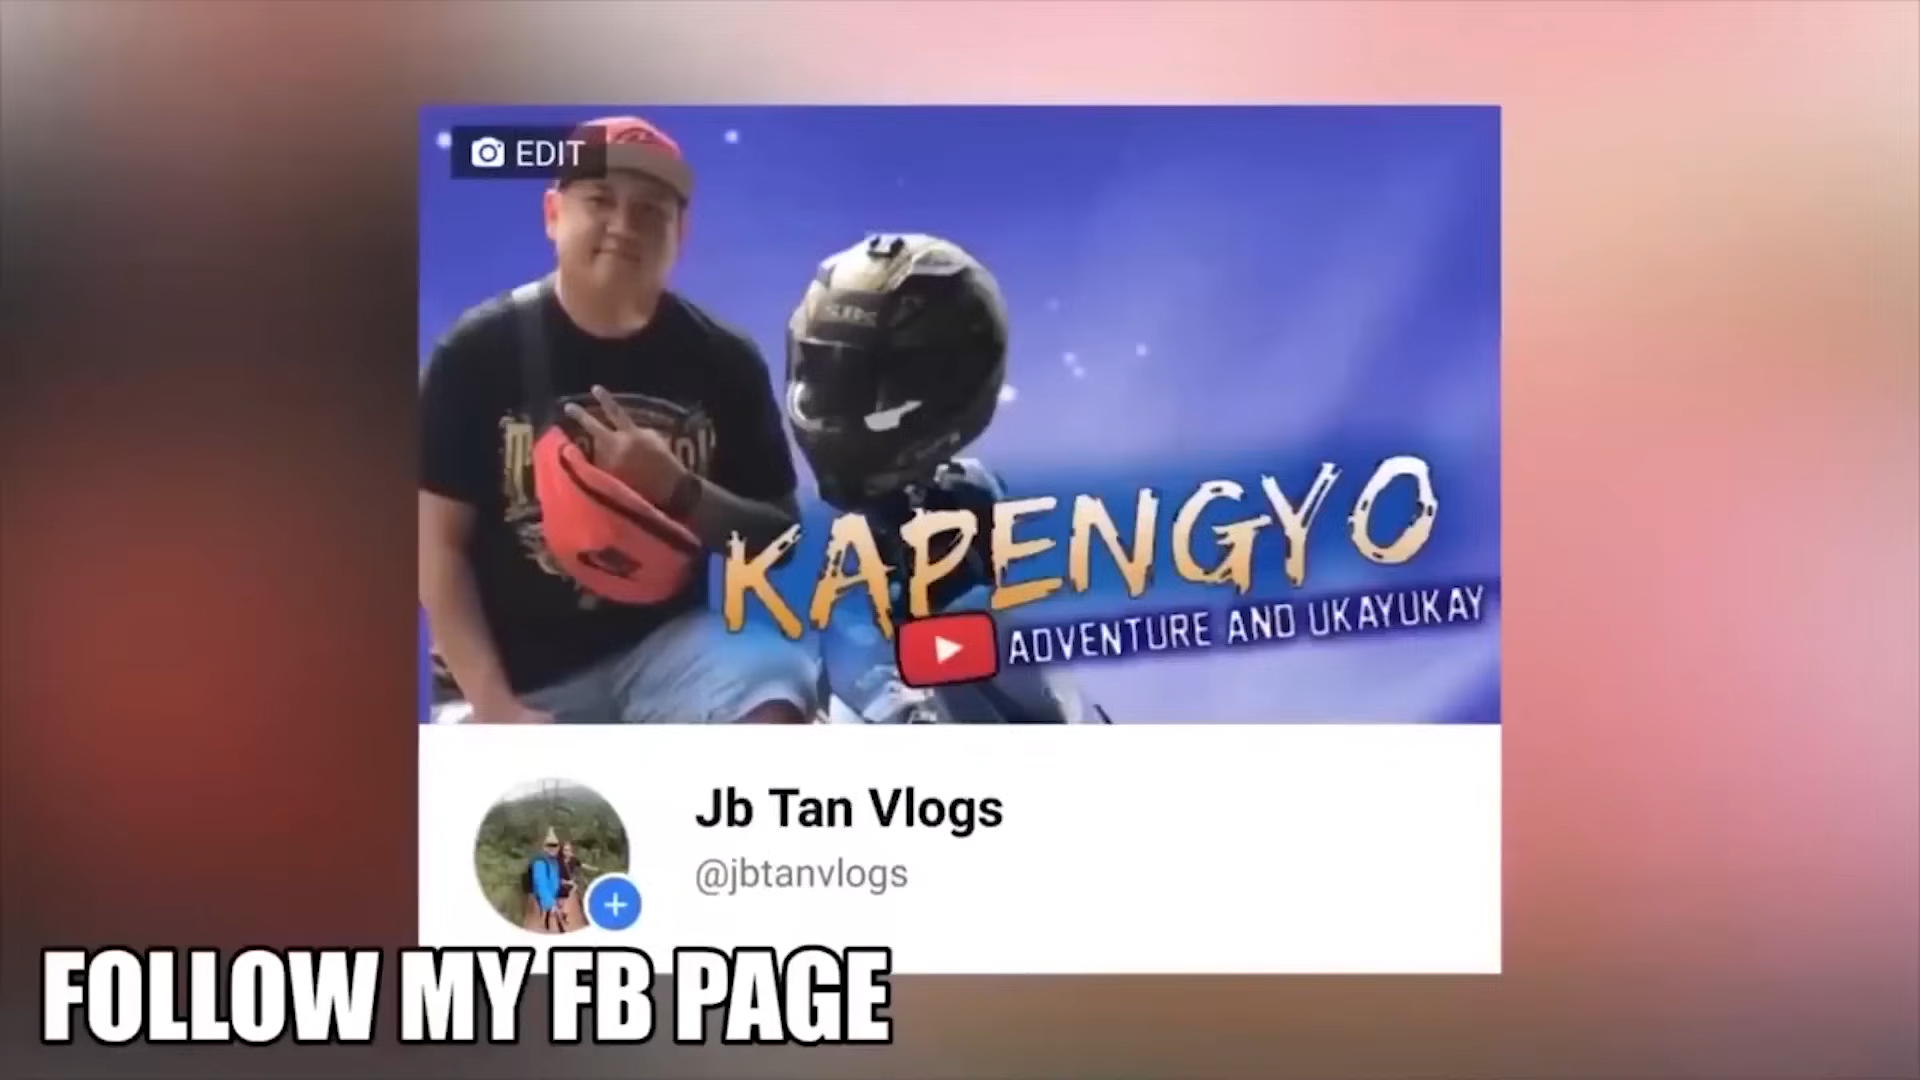 EDIT
KAPENGYO
ADVENTURE AND UKAYUKAY
Jb Tan Vlogs
@jbtanvlogs
FOLLOW MY FB PAGE